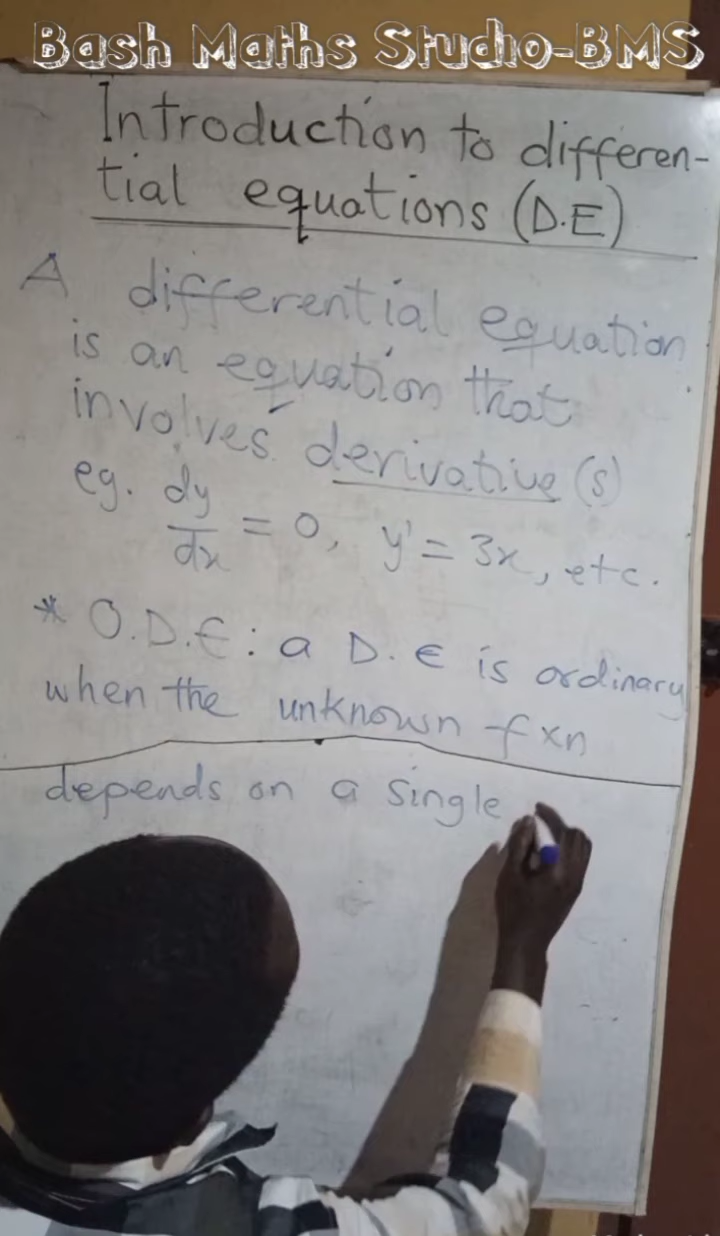 Bash Maths Studio-BMS
Introduction to differen-
tial equations (D.E)
A differential equation
is an equation that
involves derivative (s)
eg. dy/dx = 0, y' = 3x, etc.
* O.D.E : a D.E is ordinary
when the unknown fxn
depends on a single